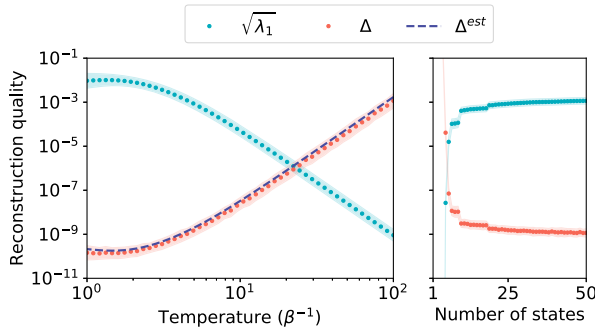 √λ₁ Δ Δᵉˢᵗ
Reconstruction quality
10⁻¹
10⁻³
10⁻⁵
10⁻⁷
10⁻⁹
10⁻¹¹
10⁰ 10¹ 10²
Temperature (β⁻¹)
1 25 50
Number of states